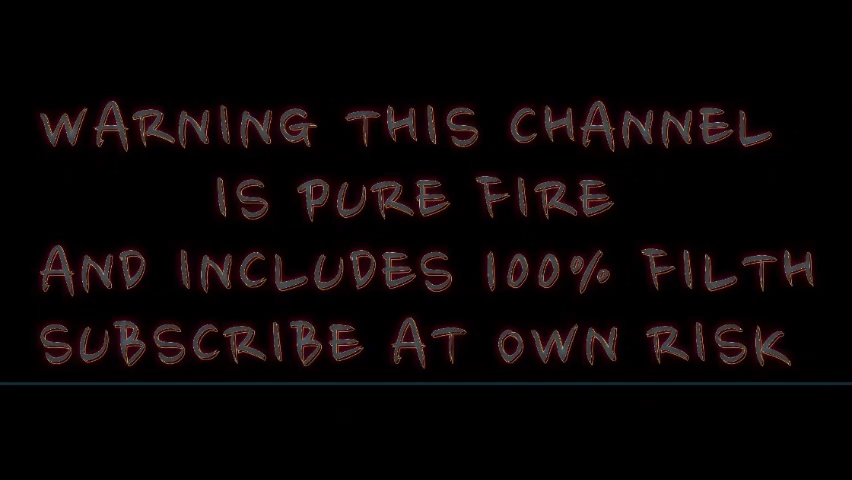 WARNING THIS CHANNEL
IS PURE FIRE
AND INCLUDES 100% FILTH
SUBSCRIBE AT OWN RISK